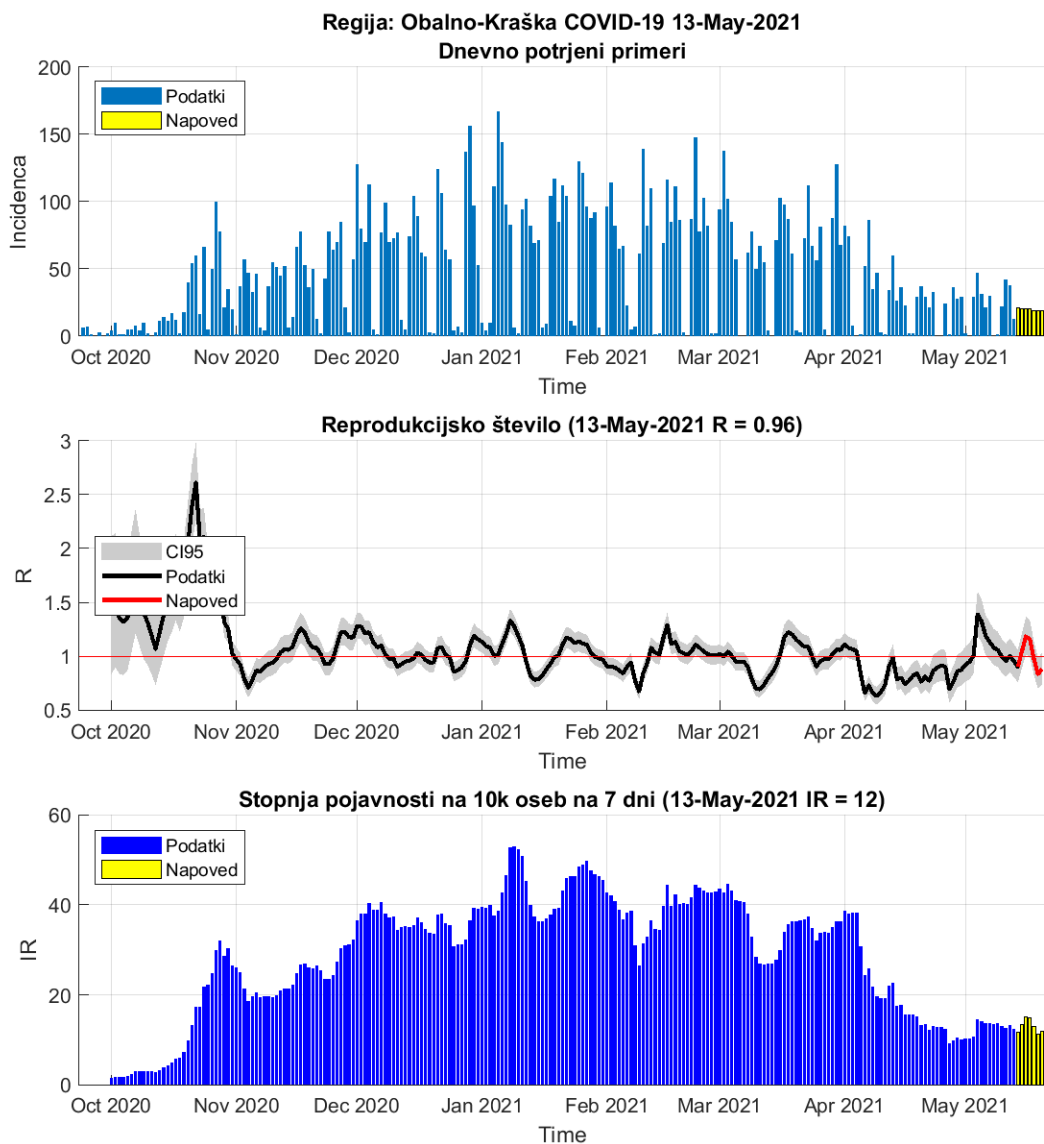 Regija: Obalno-Kraška COVID-19 13-May-2021
Dnevno potrjeni primeri
200
150
100
50
0
Incidenca
Podatki
Napoved
Oct 2020 Nov 2020 Dec 2020 Jan 2021 Feb 2021 Mar 2021 Apr 2021 May 2021
Time
Reprodukcijsko število (13-May-2021 R = 0.96)
3
2.5
2
1.5
1
0.5
R
CI95
Podatki
Napoved
Oct 2020 Nov 2020 Dec 2020 Jan 2021 Feb 2021 Mar 2021 Apr 2021 May 2021
Time
Stopnja pojavnosti na 10k oseb na 7 dni (13-May-2021 IR = 12)
60
40
20
0
IR
Podatki
Napoved
Oct 2020 Nov 2020 Dec 2020 Jan 2021 Feb 2021 Mar 2021 Apr 2021 May 2021
Time